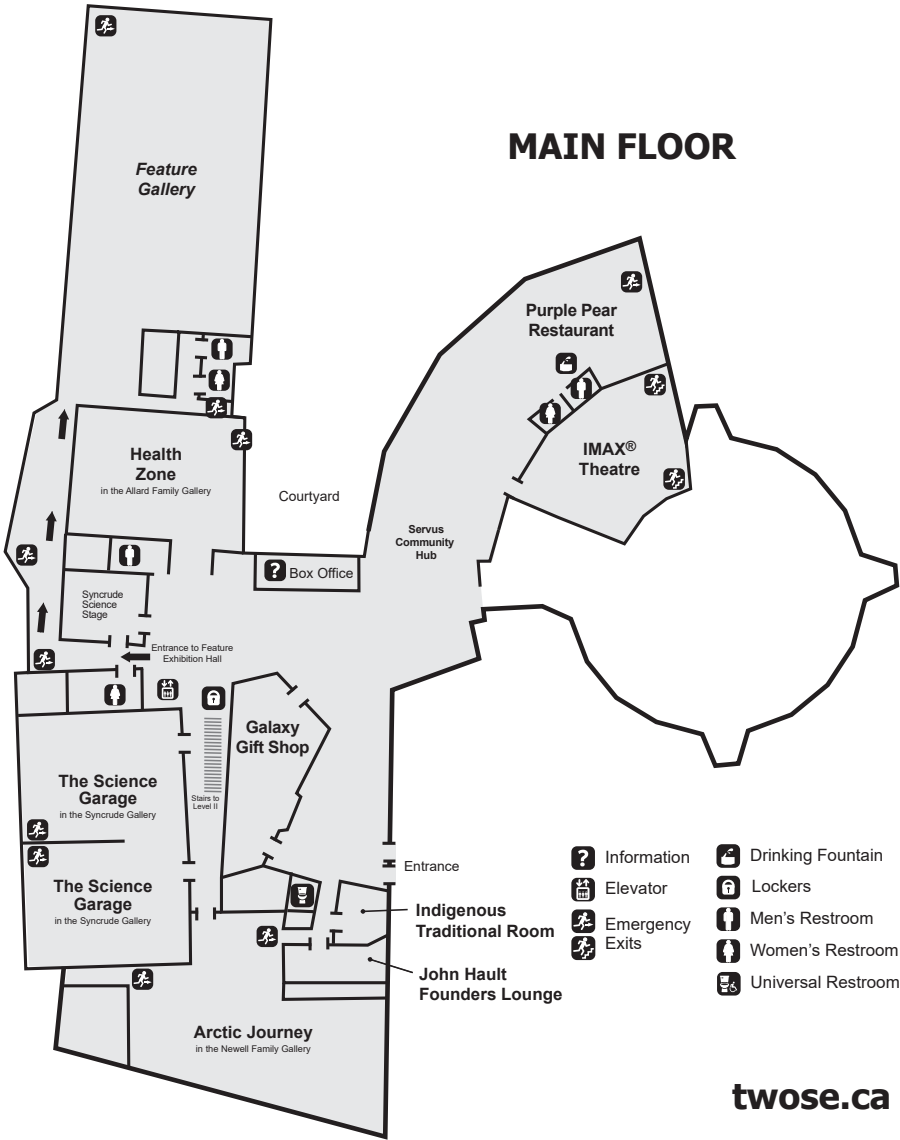 MAIN FLOOR
Feature
Gallery
Purple Pear
Restaurant
IMAX®
Theatre
Health
Zone
in the Allard Family Gallery
Courtyard
Servus
Community
Hub
? Box Office
Syncrude
Science
Stage
Entrance to Feature
Exhibition Hall
Galaxy
Gift Shop
The Science
Garage
in the Syncrude Gallery
Stairs to
Level II
The Science
Garage
in the Syncrude Gallery
Entrance
Indigenous
Traditional Room
John Hault
Founders Lounge
Arctic Journey
in the Newell Family Gallery
? Information
Elevator
Emergency
Exits
Drinking Fountain
Lockers
Men's Restroom
Women's Restroom
Universal Restroom
twose.ca